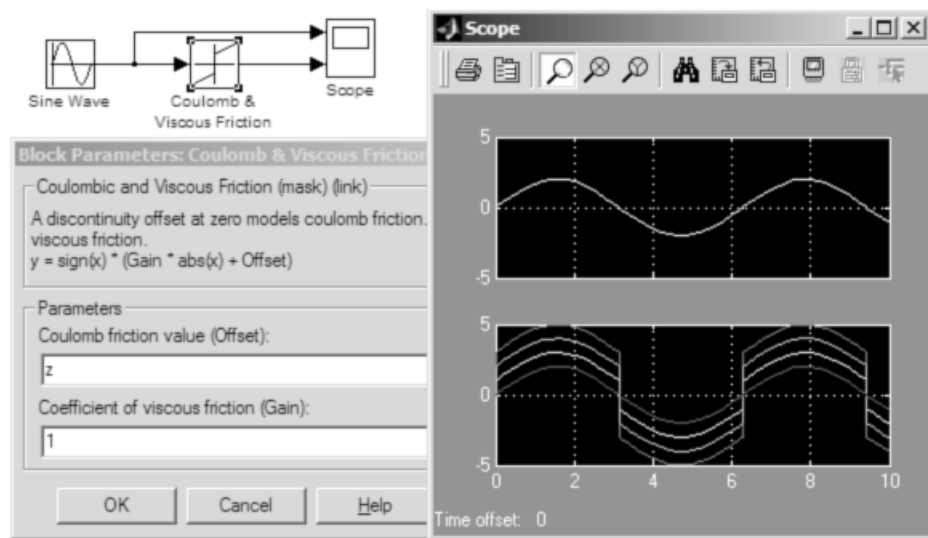 Sine Wave
Coulomb &
Viscous Friction
Scope
Block Parameters: Coulomb & Viscous Friction
Coulombic and Viscous Friction (mask) (link)
A discontinuity offset at zero models coulomb friction.
viscous friction.
y = sign(x) * (Gain * abs(x) + Offset)
Parameters
Coulomb friction value (Offset):
z
Coefficient of viscous friction (Gain):
1
OK Cancel Help
Scope
5
0
-5
5
0
-5
0 2 4 6 8 10
Time offset: 0